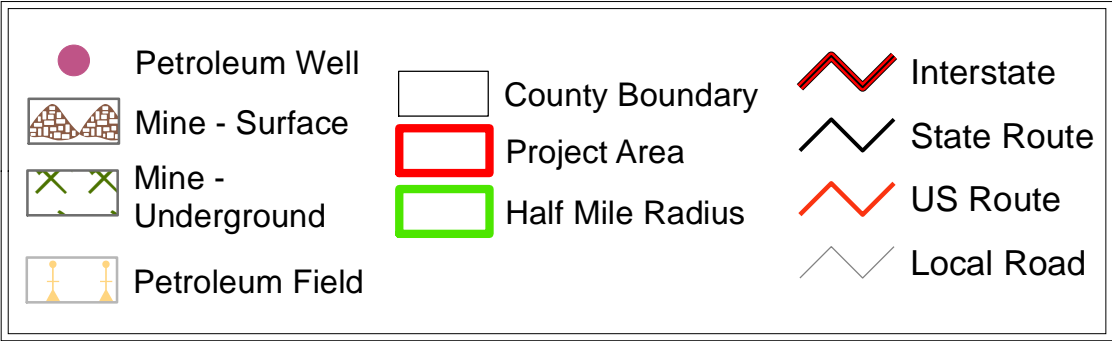 Petroleum Well
Mine - Surface
Mine -
Underground
Petroleum Field
County Boundary
Project Area
Half Mile Radius
Interstate
State Route
US Route
Local Road